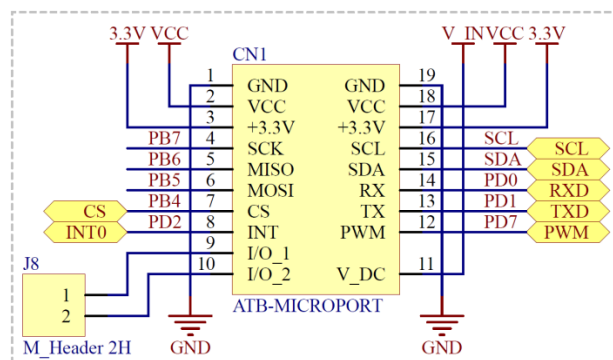 3.3V VCC V_IN VCC 3.3V
CN1
1 GND GND 19
2 VCC VCC 18
3 +3.3V +3.3V 17
PB7 4 SCK SCL 16 SCL SCL
PB6 5 MISO SDA 15 SDA SDA
PB5 6 MOSI RX 14 PD0 RXD
CS PB4 7 CS TX 13 PD1 TXD
INT0 PD2 8 INT PWM 12 PD7 PWM
9 I/O_1
10 I/O_2 V_DC 11
J8
1
2
ATB-MICROPORT
M_Header 2H
GND GND